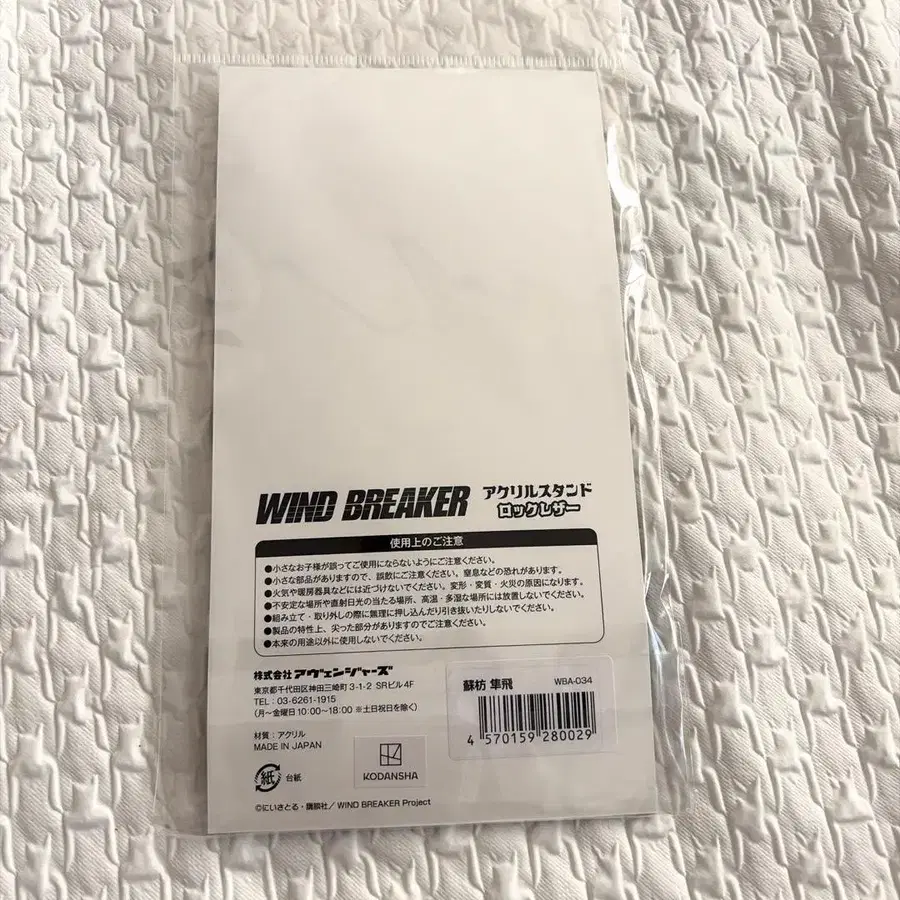 WIND BREAKER アクリルスタンド
ロックレザー
使用上のご注意
●小さなお子様が誤ってご使用にならないようにご注意ください。
●小さな部品がありますので、誤飲にご注意ください。窒息などの恐れがあります。
●火気や暖房器具などには近づけないでください。変形・変質・火災の原因になります。
●不安定な場所や直射日光の当たる場所、高温・多湿な場所には放置しないでください。
●組み立て・取り外しの際に無理に押し込んだり引き抜いたりしないでください。
●製品の特性上、尖った部分がありますのでご注意ください。
●本来の用途以外に使用しないでください。
株式会社アヴェンジャーズ
東京都千代田区神田三崎町 3-1-2 SRビル4F
TEL : 03-6261-1915
(月～金曜日 10:00～18:00 ※土日祝日を除く)
材質：アクリル
MADE IN JAPAN
紙 台紙
KODANSHA
蘇枋 隼飛 WBA-034
4 570159 280029
©にいさとる・講談社／WIND BREAKER Project